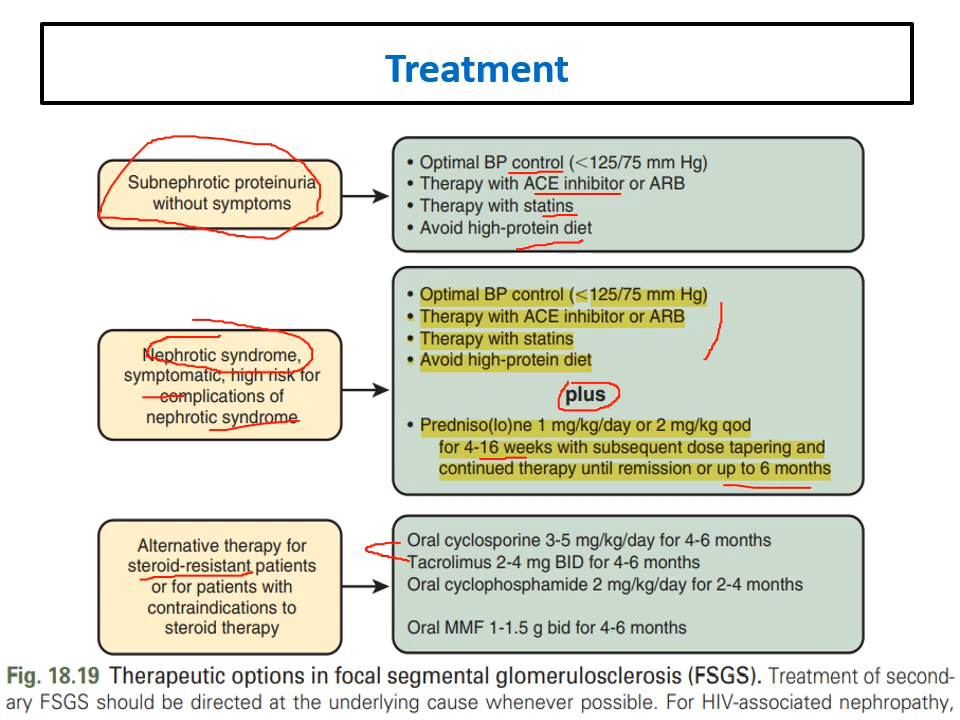 Treatment
Subnephrotic proteinuria
without symptoms
• Optimal BP control (<125/75 mm Hg)
• Therapy with ACE inhibitor or ARB
• Therapy with statins
• Avoid high-protein diet
Nephrotic syndrome,
symptomatic, high risk for
complications of
nephrotic syndrome
• Optimal BP control (≤125/75 mm Hg)
• Therapy with ACE inhibitor or ARB
• Therapy with statins
• Avoid high-protein diet
plus
• Predniso(lo)ne 1 mg/kg/day or 2 mg/kg qod
for 4-16 weeks with subsequent dose tapering and
continued therapy until remission or up to 6 months
Alternative therapy for
steroid-resistant patients
or for patients with
contraindications to
steroid therapy
Oral cyclosporine 3-5 mg/kg/day for 4-6 months
Tacrolimus 2-4 mg BID for 4-6 months
Oral cyclophosphamide 2 mg/kg/day for 2-4 months
Oral MMF 1-1.5 g bid for 4-6 months
Fig. 18.19 Therapeutic options in focal segmental glomerulosclerosis (FSGS). Treatment of second-
ary FSGS should be directed at the underlying cause whenever possible. For HIV-associated nephropathy,